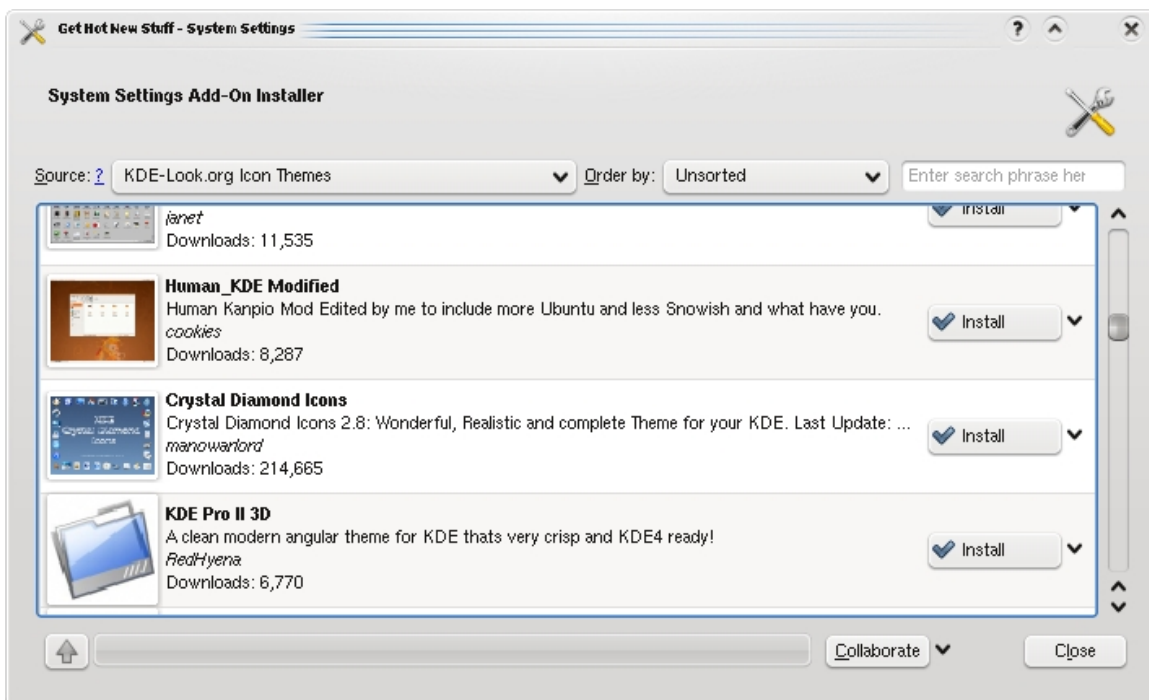 Get Hot New Stuff - System Settings
System Settings Add-On Installer
Source: ? KDE-Look.org Icon Themes Order by: Unsorted Enter search phrase her
janet
Downloads: 11,535
Install
Human_KDE Modified
Human Kanpio Mod Edited by me to include more Ubuntu and less Snowish and what have you.
cookies
Downloads: 8,287
Install
Crystal Diamond Icons
Crystal Diamond Icons 2.8: Wonderful, Realistic and complete Theme for your KDE. Last Update: ...
manowarlord
Downloads: 214,665
Install
KDE Pro II 3D
A clean modern angular theme for KDE thats very crisp and KDE4 ready!
RedHyena
Downloads: 6,770
Install
Collaborate Close